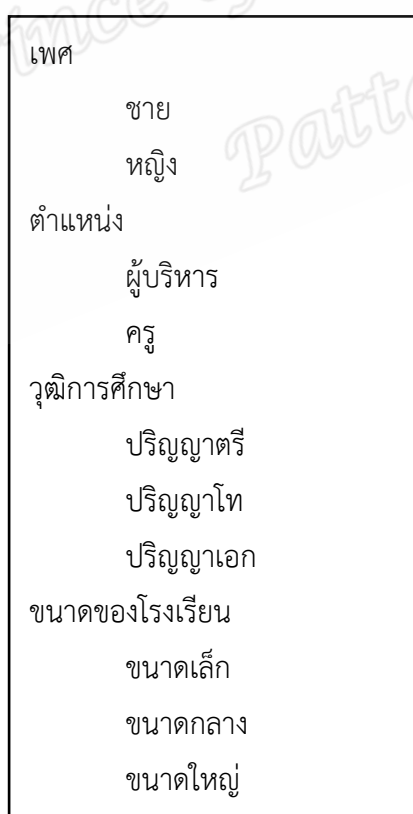 เพศ
ชาย
หญิง
ตำแหน่ง
ผู้บริหาร
ครู
วุฒิการศึกษา
ปริญญาตรี
ปริญญาโท
ปริญญาเอก
ขนาดของโรงเรียน
ขนาดเล็ก
ขนาดกลาง
ขนาดใหญ่